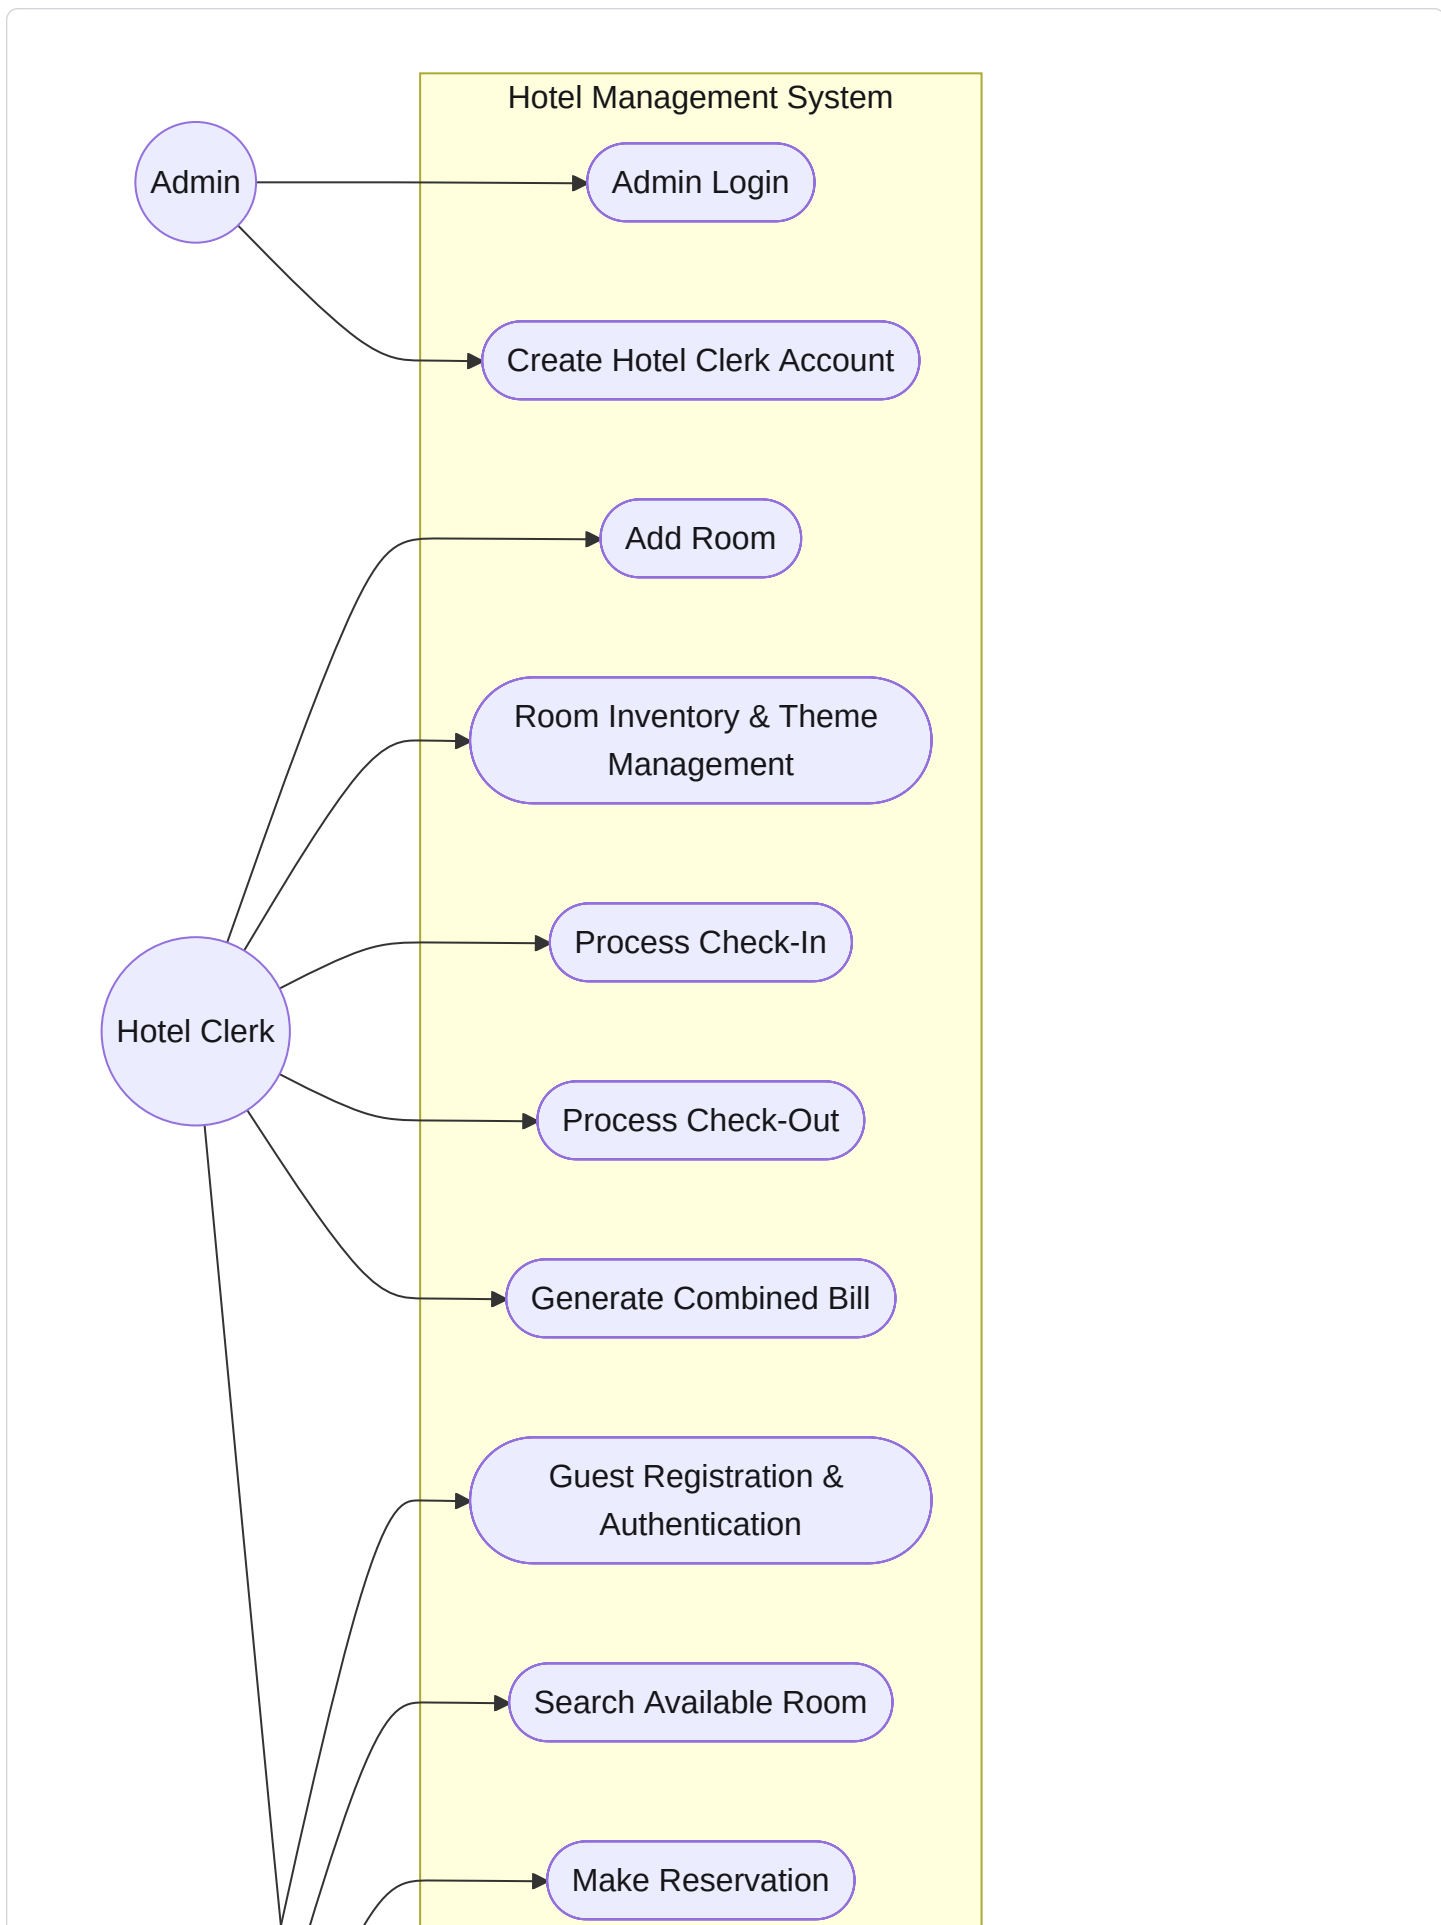 Hotel Management System
Admin
Admin Login
Create Hotel Clerk Account
Add Room
Room Inventory & Theme
Management
Process Check-In
Hotel Clerk
Process Check-Out
Generate Combined Bill
Guest Registration &
Authentication
Search Available Room
Make Reservation